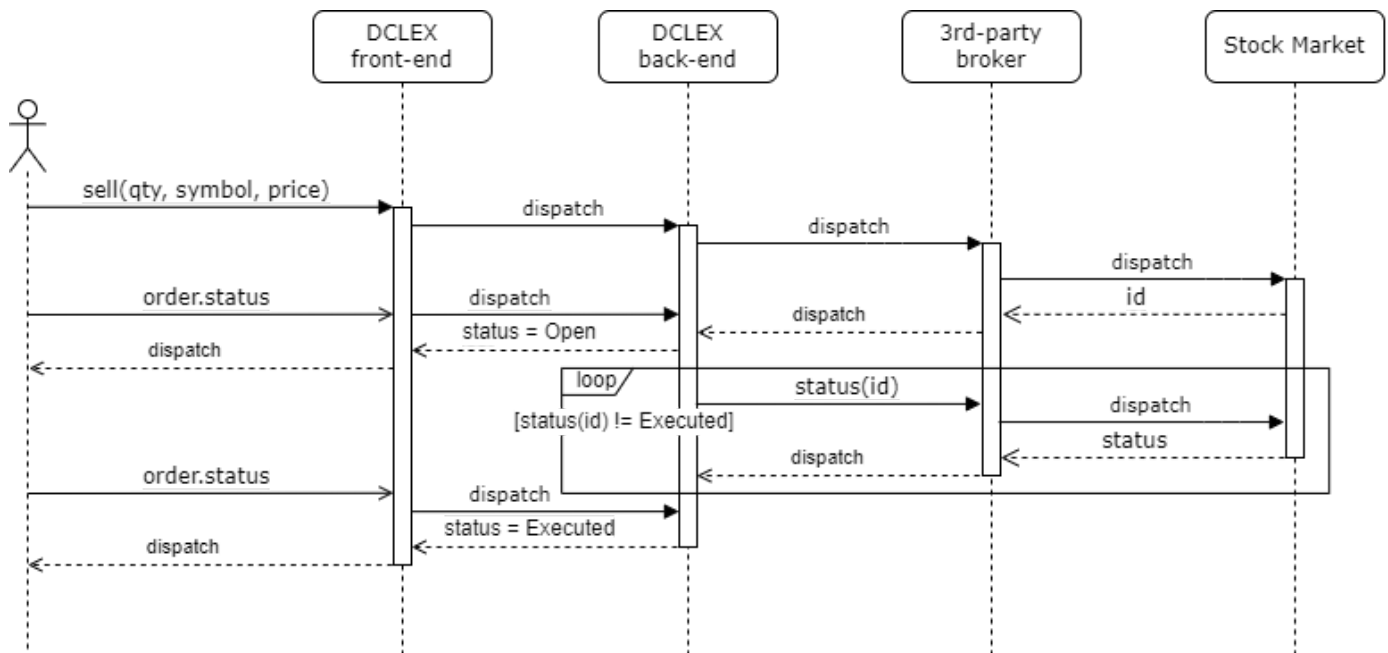 DCLEX
front-end
DCLEX
back-end
3rd-party
broker
Stock Market
sell(qty, symbol, price)
dispatch
dispatch
dispatch
order.status
dispatch
id
dispatch
status = Open
dispatch
loop
status(id)
[status(id) != Executed]
dispatch
status
dispatch
order.status
dispatch
status = Executed
dispatch